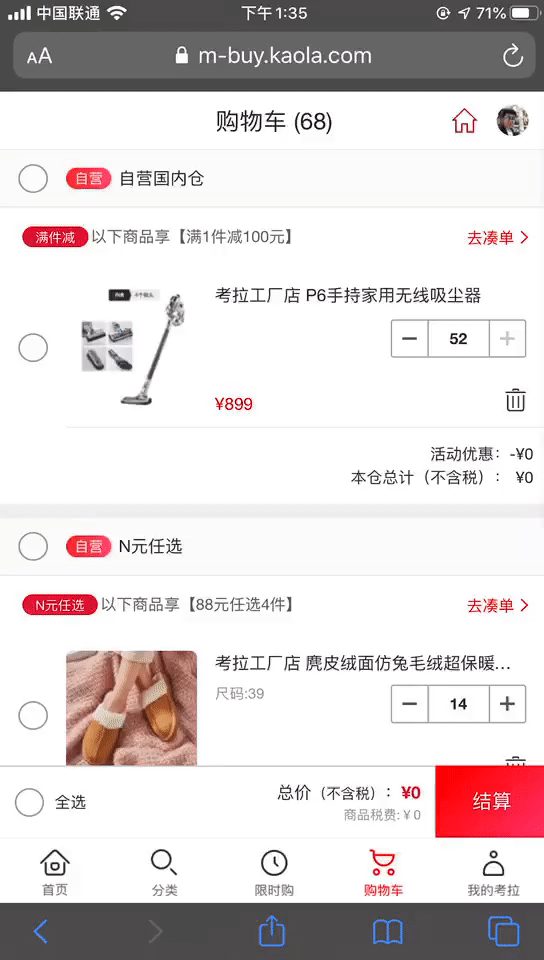 中国联通 下午1:35 71%
AA m-buy.kaola.com
购物车 (68)
自营 自营国内仓
满件减 以下商品享【满1件减100元】 去凑单
考拉工厂店 P6手持家用无线吸尘器
52
¥899
活动优惠: -¥0
本仓总计（不含税）: ¥0
自营 N元任选
N元任选 以下商品享【88元任选4件】 去凑单
考拉工厂店 麂皮绒面仿兔毛绒超保暖...
尺码:39
14
全选 总价（不含税）: ¥0 结算
商品税费: ¥ 0
首页 分类 限时购 购物车 我的考拉